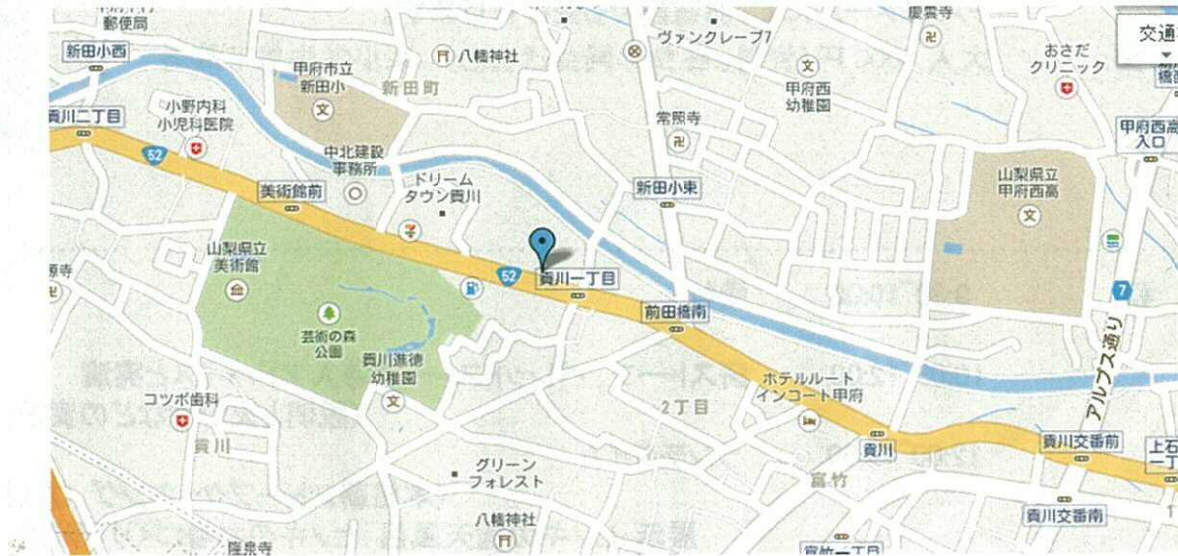 郵便局
新田小西
八幡神社
ヴァンクレーブ7
慶雲寺
おさだ
クリニック
交通
甲府市立
新田小
新田町
甲府西
幼稚園
貢川二丁目
小野内科
小児科医院
52
中北建設
事務所
常照寺
甲府西高
入口
美術館前
ドリーム
タウン貢川
新田小東
山梨県立
甲府西高
山梨県立
美術館
52
貢川一丁目
7
前田橋南
芸術の森
公園
貢川進徳
幼稚園
アルプス通り
ホテルルート
インコート甲府
コツボ歯科
2丁目
貢川
貢川
貢川交番前
上石
一丁
グリーン
フォレスト
富竹
八幡神社
貢川交番南
隆泉寺
富竹一丁目